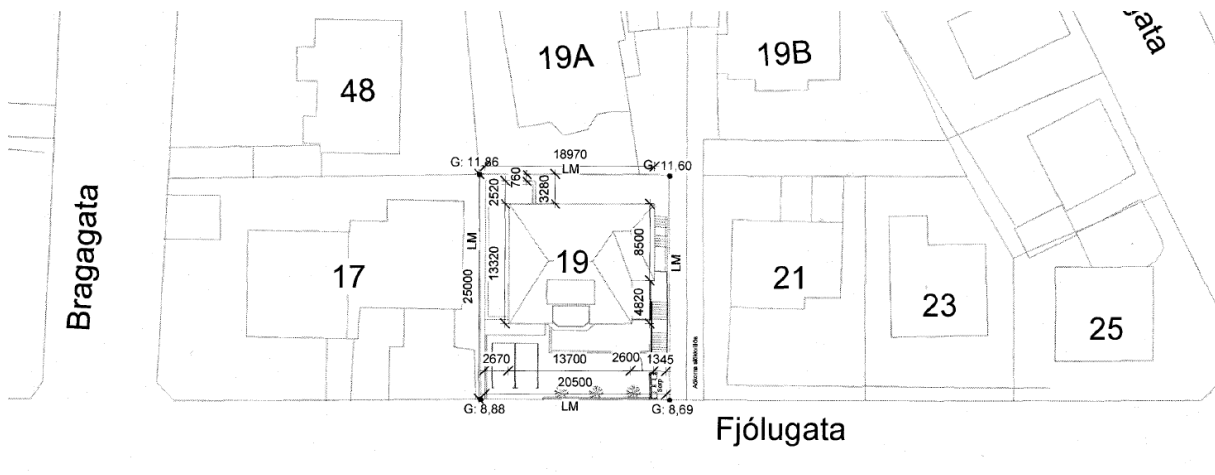 gata
19A
19B
48
18970
G: 11,86
LM
G: 11,60
2520
760
3280
Bragagata
LM
LM
8500
13320
17
25000
19
21
4820
23
25
2670
13700
2600
1345
20500
Sorp
G: 8,88
LM
G: 8,69
Fjólugata